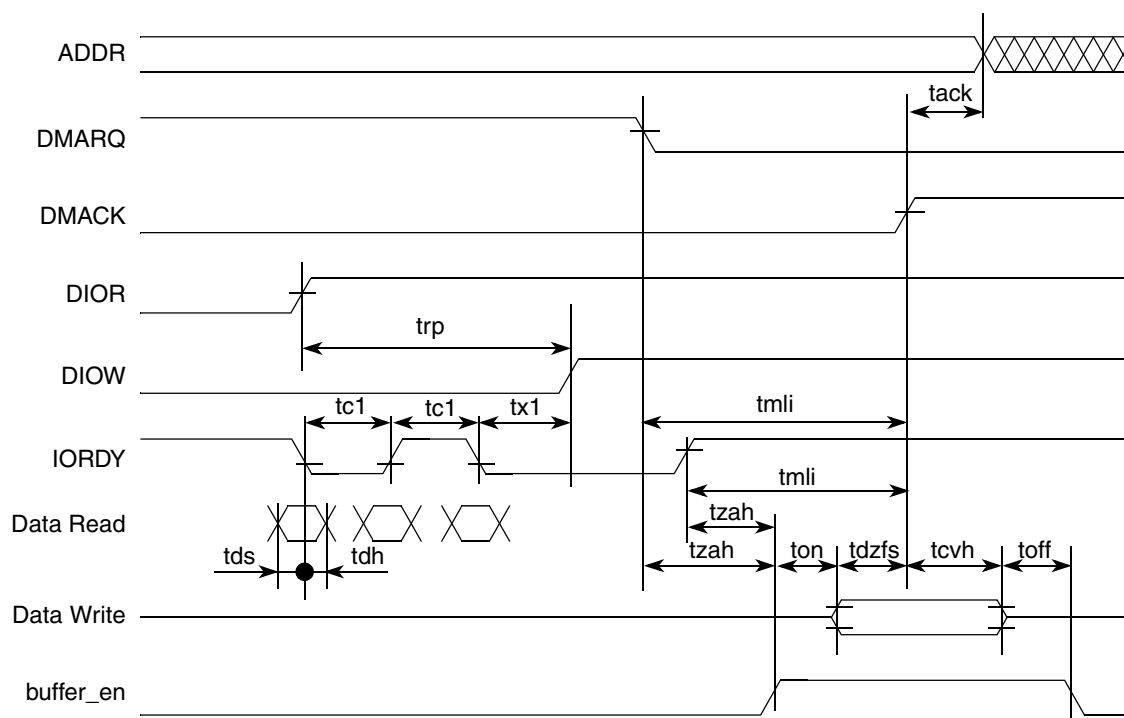 ADDR
tack
DMARQ
DMACK
DIOR
trp
DIOW
tc1 tc1 tx1 tmli
IORDY
tmli
Data Read tzah
tds tdh tzah ton tdzfs tcvh toff
Data Write
buffer_en